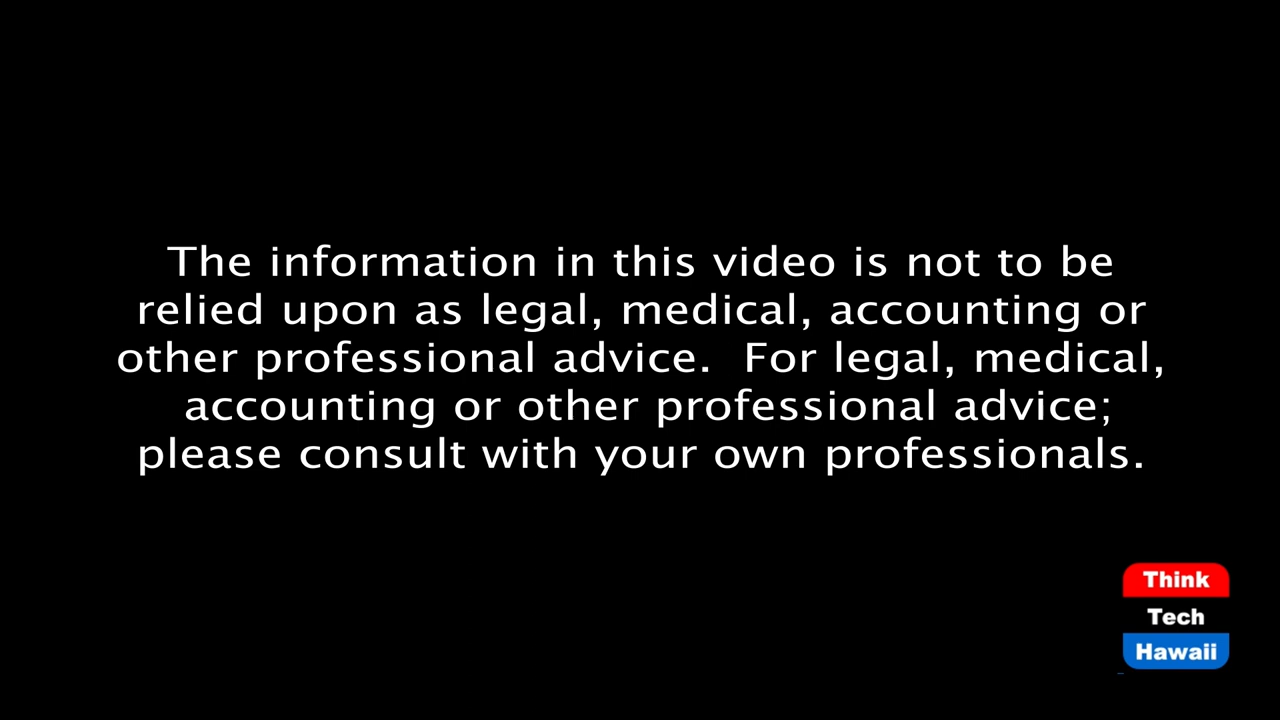 The information in this video is not to be
relied upon as legal, medical, accounting or
other professional advice.  For legal, medical,
accounting or other professional advice;
please consult with your own professionals.
Think
Tech
Hawaii